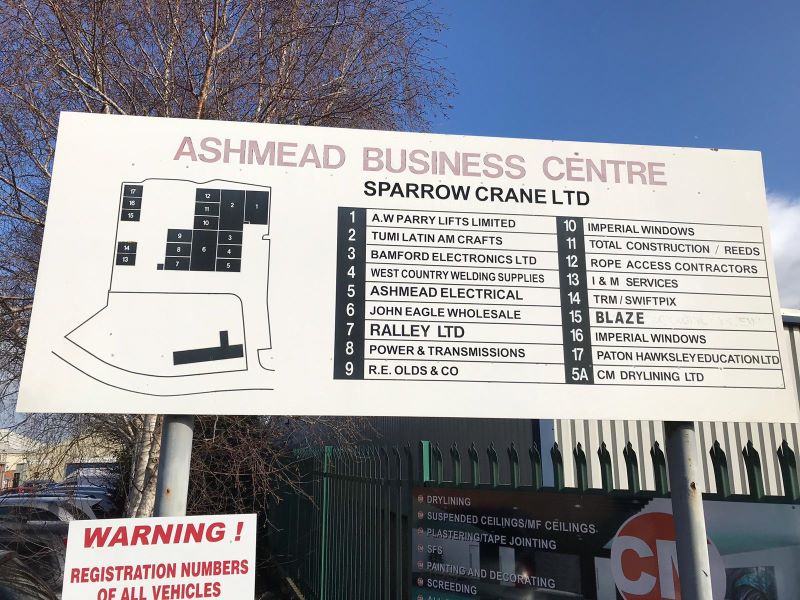 ASHMEAD BUSINESS CENTRE
SPARROW CRANE LTD
1 A.W PARRY LIFTS LIMITED
2 TUMI LATIN AM CRAFTS
3 BAMFORD ELECTRONICS LTD
4 WEST COUNTRY WELDING SUPPLIES
5 ASHMEAD ELECTRICAL
6 JOHN EAGLE WHOLESALE
7 RALLEY LTD
8 POWER & TRANSMISSIONS
9 R.E. OLDS & CO
10 IMPERIAL WINDOWS
11 TOTAL CONSTRUCTION / REEDS
12 ROPE ACCESS CONTRACTORS
13 I & M SERVICES
14 TRM / SWIFTPIX
15 BLAZE
16 IMPERIAL WINDOWS
17 PATON HAWKSLEY EDUCATION LTD
5A CM DRYLINING LTD
17
16
15
14
13
12
11
10
9
8
7
6
2
1
3
4
5
WARNING !
REGISTRATION NUMBERS
OF ALL VEHICLES
DRYLINING
SUSPENDED CEILINGS/MF CEILINGS
PLASTERING/TAPE JOINTING
SFS
PAINTING AND DECORATING
SCREEDING
CM